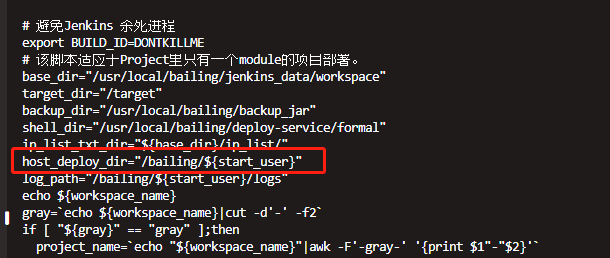 # 避免Jenkins 杀死进程
export BUILD_ID=DONTKILLME
# 该脚本适应于Project里只有一个module的项目部署。
base_dir="/usr/local/bailing/jenkins_data/workspace"
target_dir="/target"
backup_dir="/usr/local/bailing/backup_jar"
shell_dir="/usr/local/bailing/deploy-service/formal"
ip_list_txt_dir="${base_dir}/ip_list/"
host_deploy_dir="/bailing/${start_user}"
log_path="/bailing/${start_user}/logs"
echo ${workspace_name}
gray=`echo ${workspace_name}|cut -d'-' -f2`
if [ "${gray}" == "gray" ];then
project_name=`echo "${workspace_name}"|awk -F'-gray-' '{print $1"-"$2}'`